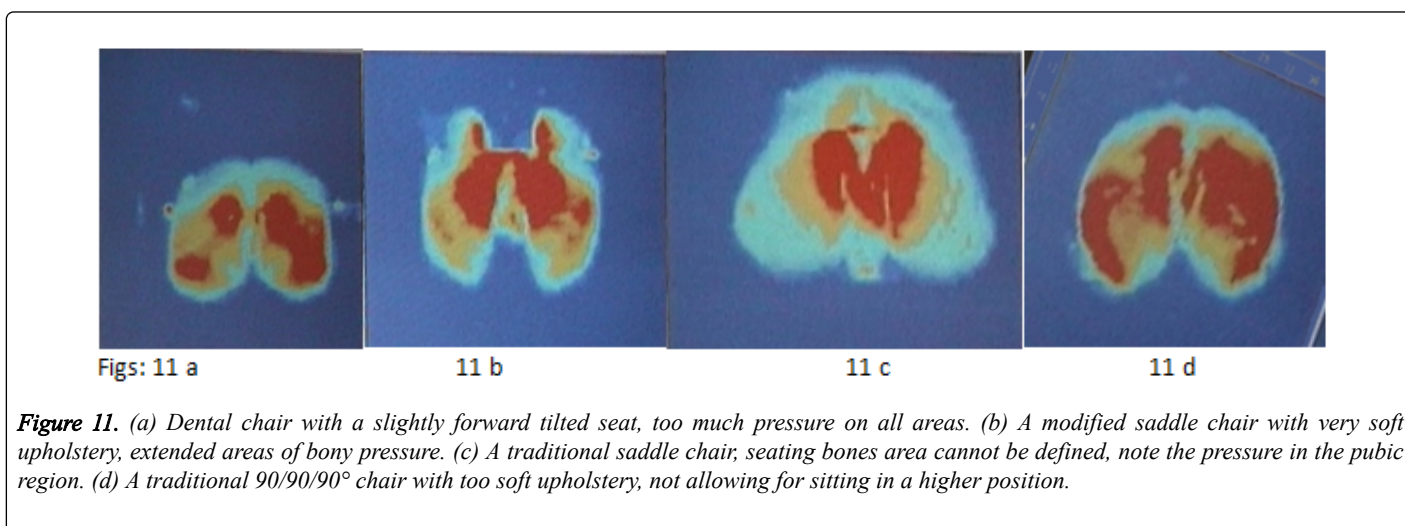 Figs: 11 a 11 b 11 c 11 d
Figure 11. (a) Dental chair with a slightly forward tilted seat, too much pressure on all areas. (b) A modified saddle chair with very soft
upholstery, extended areas of bony pressure. (c) A traditional saddle chair, seating bones area cannot be defined, note the pressure in the pubic
region. (d) A traditional 90/90/90° chair with too soft upholstery, not allowing for sitting in a higher position.